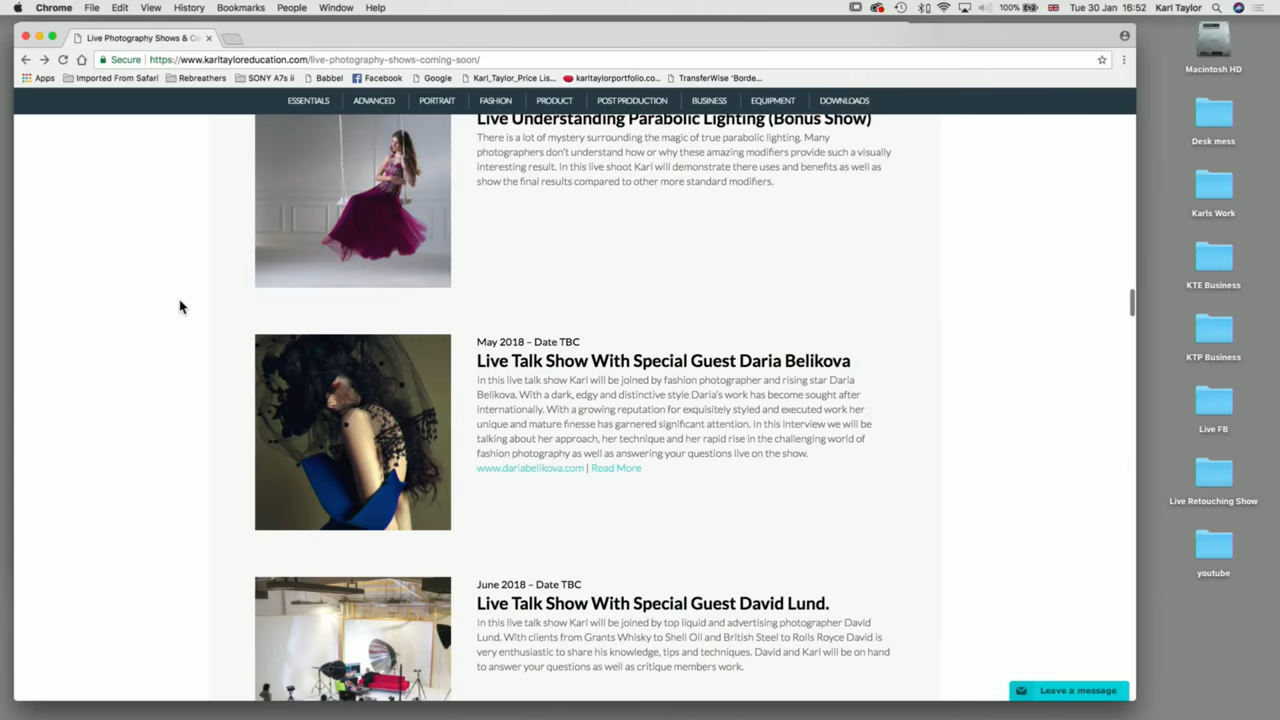 Chrome File Edit View History Bookmarks People Window Help 100% Tue 30 Jan 16:52 Karl Taylor
Live Photography Shows & Co
Secure https://www.karltayloreducation.com/live-photography-shows-coming-soon/
Apps Imported From Safari Rebreathers SONY A7s ii Babbel Facebook Google Karl_Taylor_Price Lis... karltaylorportfolio.co... TransferWise 'Borde...
ESSENTIALS ADVANCED PORTRAIT FASHION PRODUCT POST PRODUCTION BUSINESS EQUIPMENT DOWNLOADS
Live Understanding Parabolic Lighting (Bonus Show)
There is a lot of mystery surrounding the magic of true parabolic lighting. Many
photographers don't understand how or why these amazing modifiers provide such a visually
interesting result. In this live shoot Karl will demonstrate there uses and benefits as well as
show the final results compared to other more standard modifiers.
May 2018 – Date TBC
Live Talk Show With Special Guest Daria Belikova
In this live talk show Karl will be joined by fashion photographer and rising star Daria
Belikova. With a dark, edgy and distinctive style Daria's work has become sought after
internationally. With a growing reputation for exquisitely styled and executed work her
unique and mature finesse has garnered significant attention. In this interview we will be
talking about her approach, her technique and her rapid rise in the challenging world of
fashion photography as well as answering your questions live on the show.
www.dariabelikova.com | Read More
June 2018 – Date TBC
Live Talk Show With Special Guest David Lund.
In this live talk show Karl will be joined by top liquid and advertising photographer David
Lund. With clients from Grants Whisky to Shell Oil and British Steel to Rolls Royce David is
very enthusiastic to share his knowledge, tips and techniques. David and Karl will be on hand
to answer your questions as well as critique members work.
Leave a message
Macintosh HD
Desk mess
Karls Work
KTE Business
KTP Business
Live FB
Live Retouching Show
youtube